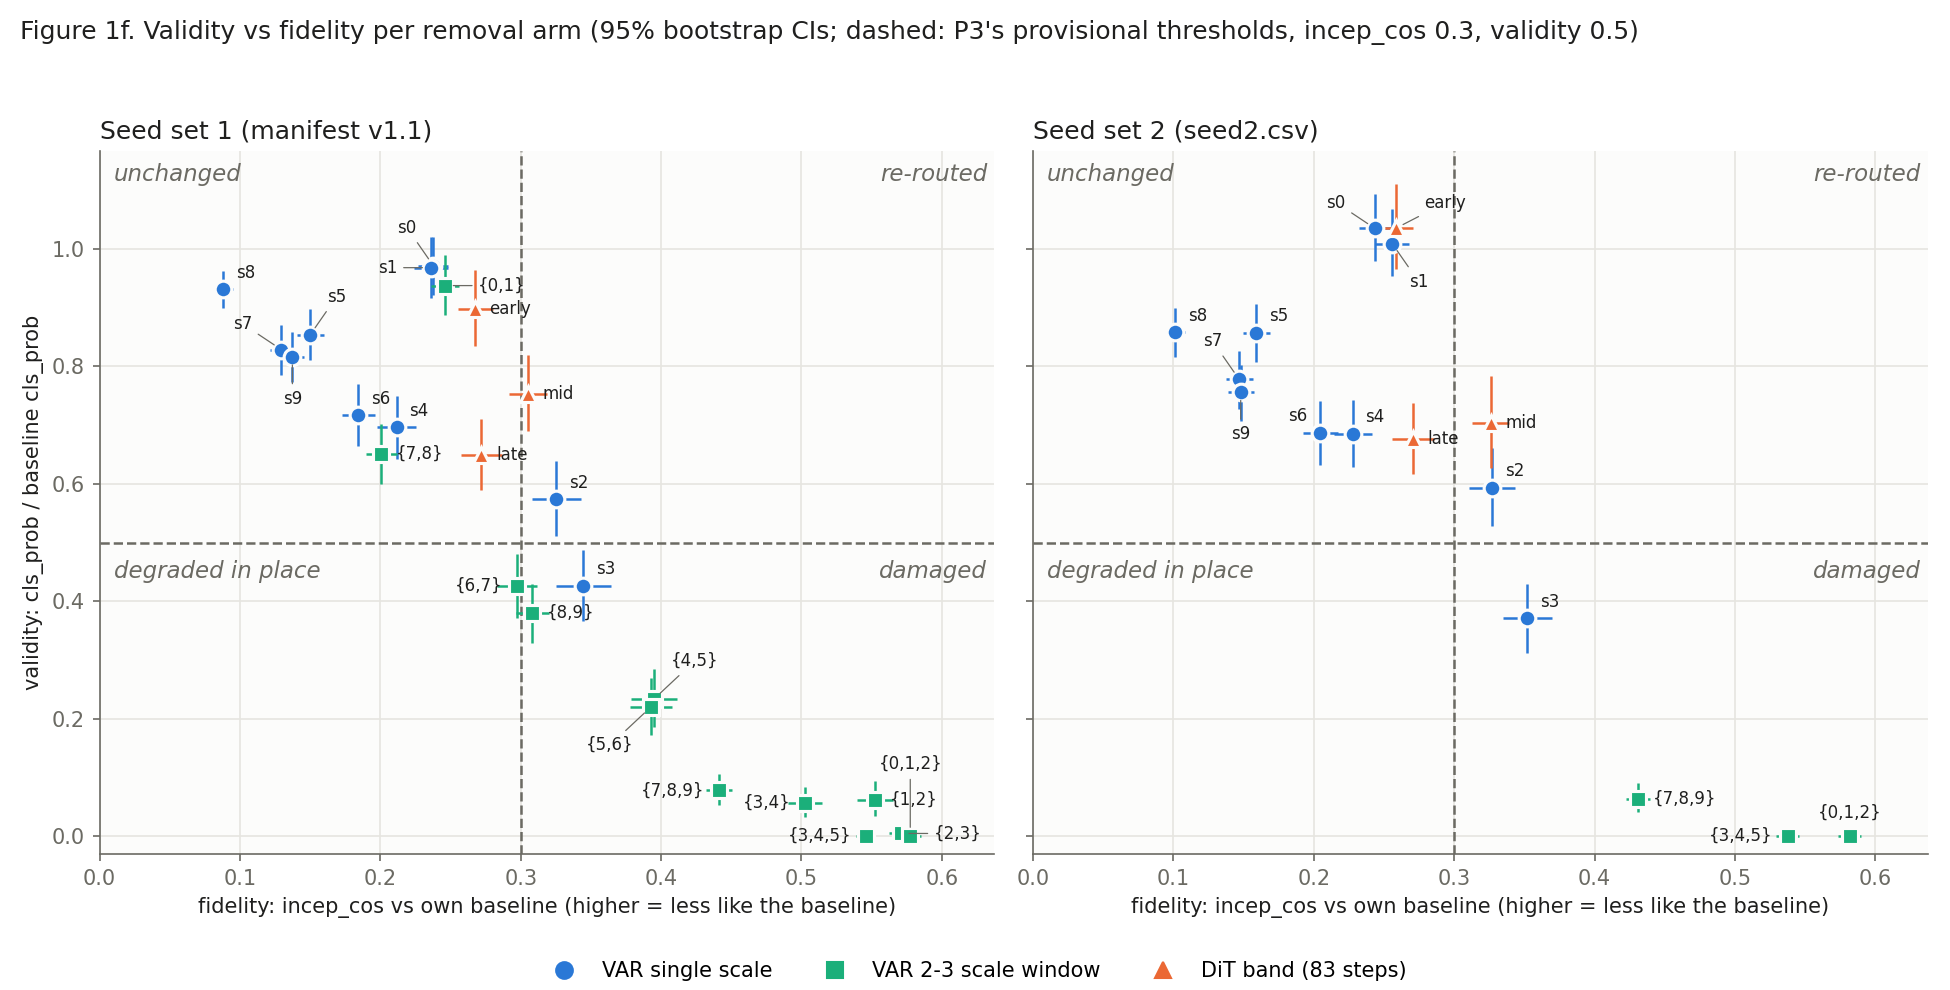 Figure 1f. Validity vs fidelity per removal arm (95% bootstrap CIs; dashed: P3's provisional thresholds, incep_cos 0.3, validity 0.5)
Seed set 1 (manifest v1.1)
unchanged
re-routed
s0
s1
{0,1}
early
s8
s5
s7
s9
mid
s6
s4
{7,8}
late
s2
degraded in place
damaged
{6,7}
s3
{8,9}
{4,5}
{5,6}
{0,1,2}
{7,8,9}
{3,4}
{1,2}
{3,4,5}
{2,3}
validity: cls_prob / baseline cls_prob
1.0
0.8
0.6
0.4
0.2
0.0
0.0 0.1 0.2 0.3 0.4 0.5 0.6
fidelity: incep_cos vs own baseline (higher = less like the baseline)
Seed set 2 (seed2.csv)
unchanged
re-routed
s0
early
s1
s8
s5
s7
s9
s6
s4
late
mid
s2
degraded in place
damaged
s3
{7,8,9}
{0,1,2}
{3,4,5}
0.0 0.1 0.2 0.3 0.4 0.5 0.6
fidelity: incep_cos vs own baseline (higher = less like the baseline)
VAR single scale
VAR 2-3 scale window
DiT band (83 steps)